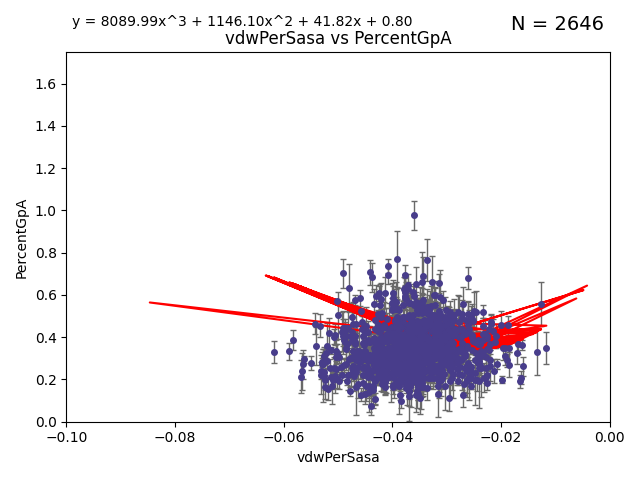 y = 8089.99x^3 + 1146.10x^2 + 41.82x + 0.80
N = 2646
vdwPerSasa vs PercentGpA
PercentGpA
1.6
1.4
1.2
1.0
0.8
0.6
0.4
0.2
0.0
−0.10 −0.08 −0.06 −0.04 −0.02 0.00
vdwPerSasa